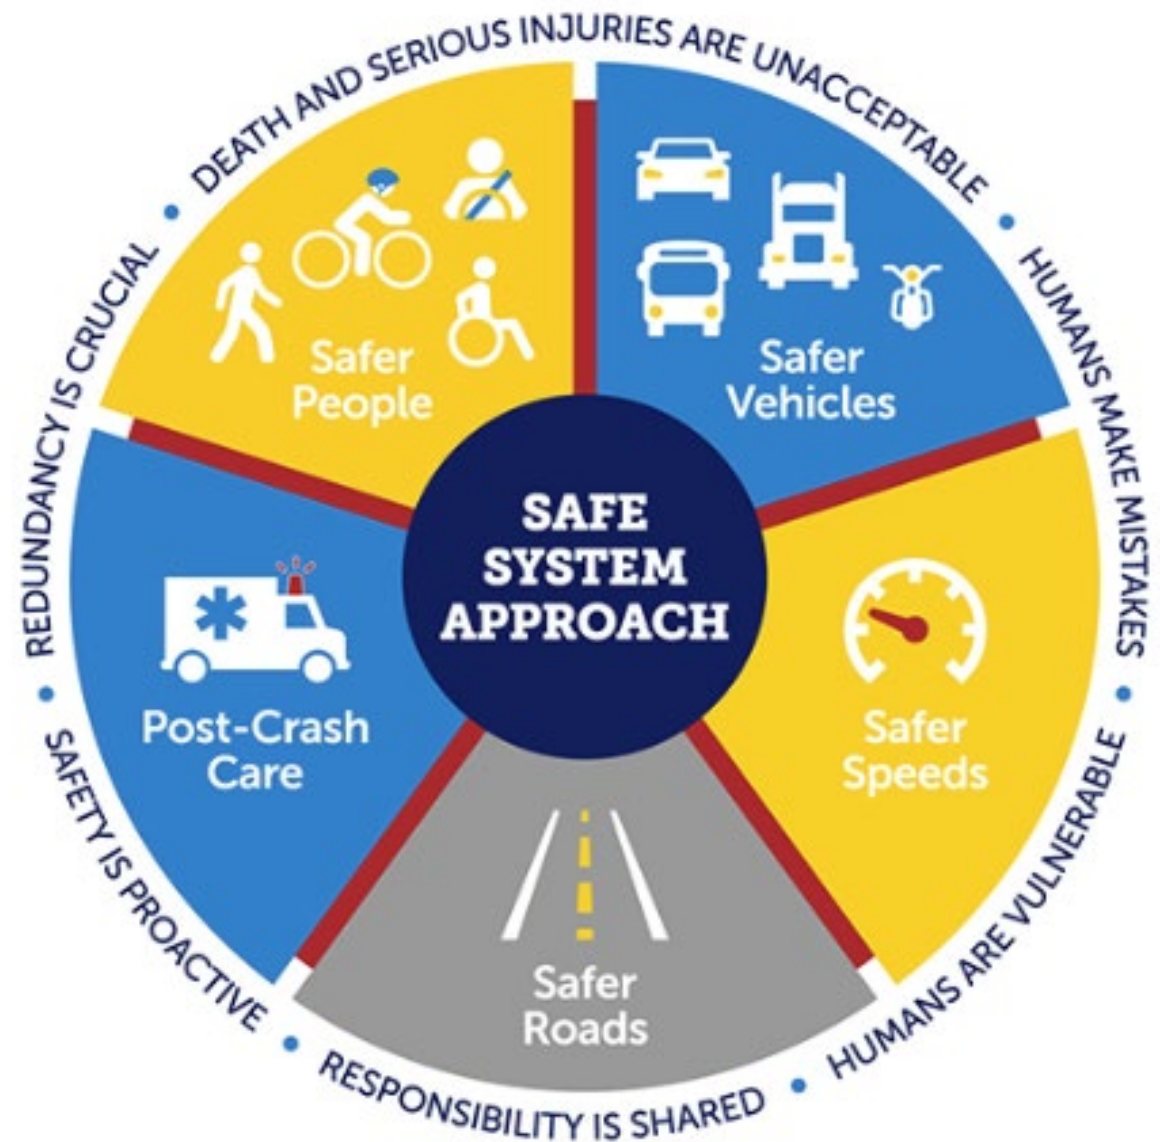 DEATH AND SERIOUS INJURIES ARE UNACCEPTABLE
HUMANS MAKE MISTAKES
HUMANS ARE VULNERABLE
RESPONSIBILITY IS SHARED
SAFETY IS PROACTIVE
REDUNDANCY IS CRUCIAL
Safer
People
Safer
Vehicles
SAFE
SYSTEM
APPROACH
Post-Crash
Care
Safer
Speeds
Safer
Roads